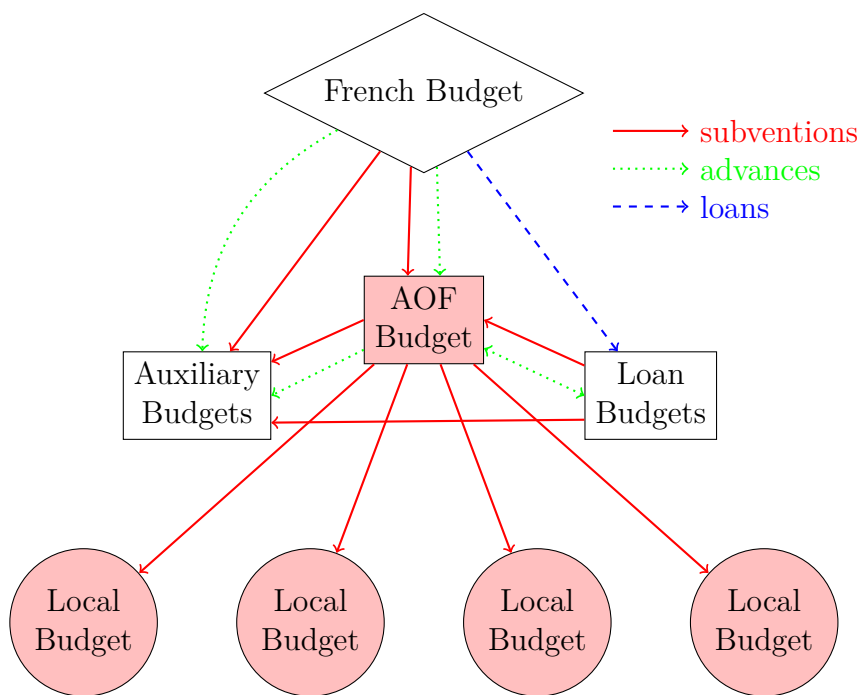 French Budget
subventions
advances
loans
AOF
Budget
Auxiliary
Budgets
Loan
Budgets
Local
Budget
Local
Budget
Local
Budget
Local
Budget